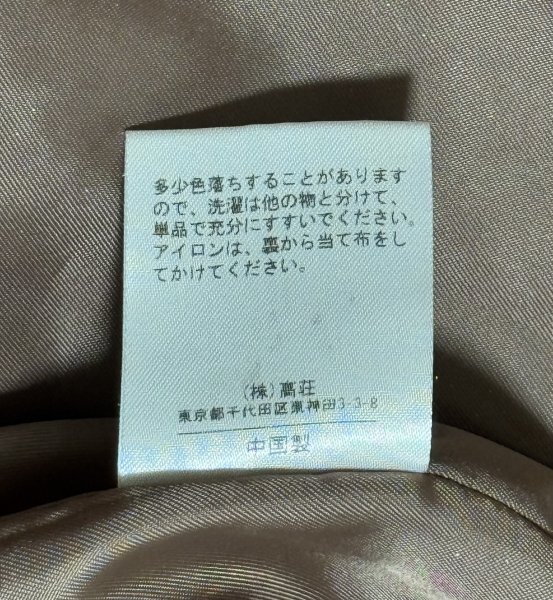 多少色落ちすることがあります
ので、洗濯は他の物と分けて、
単品で充分にすすいでください。
アイロンは、裏から当て布をし
てかけてください。
(株)高荘
東京都千代田区東神田3-3-8
中国製